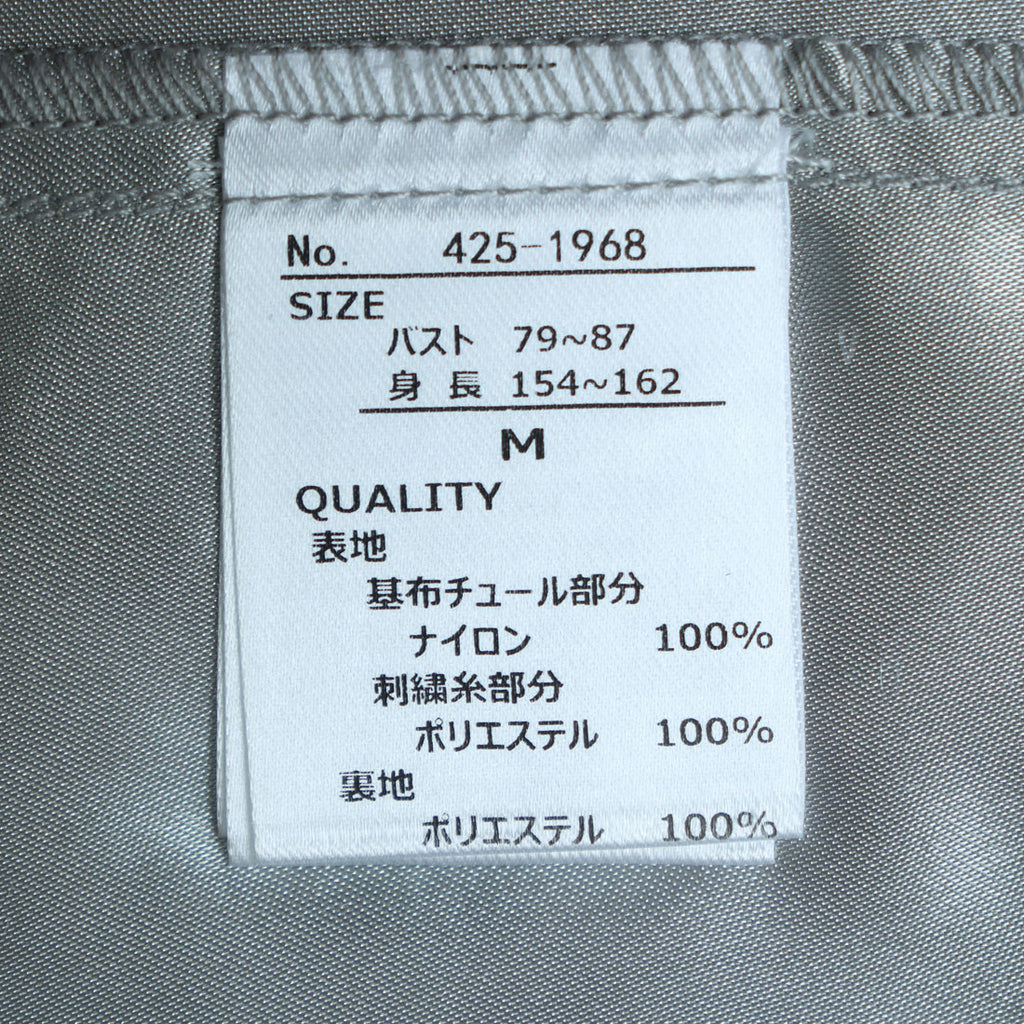 No. 425-1968
SIZE
バスト 79~87
身長 154~162
M
QUALITY
表地
基布チュール部分
ナイロン 100%
刺繍糸部分
ポリエステル 100%
裏地
ポリエステル 100%